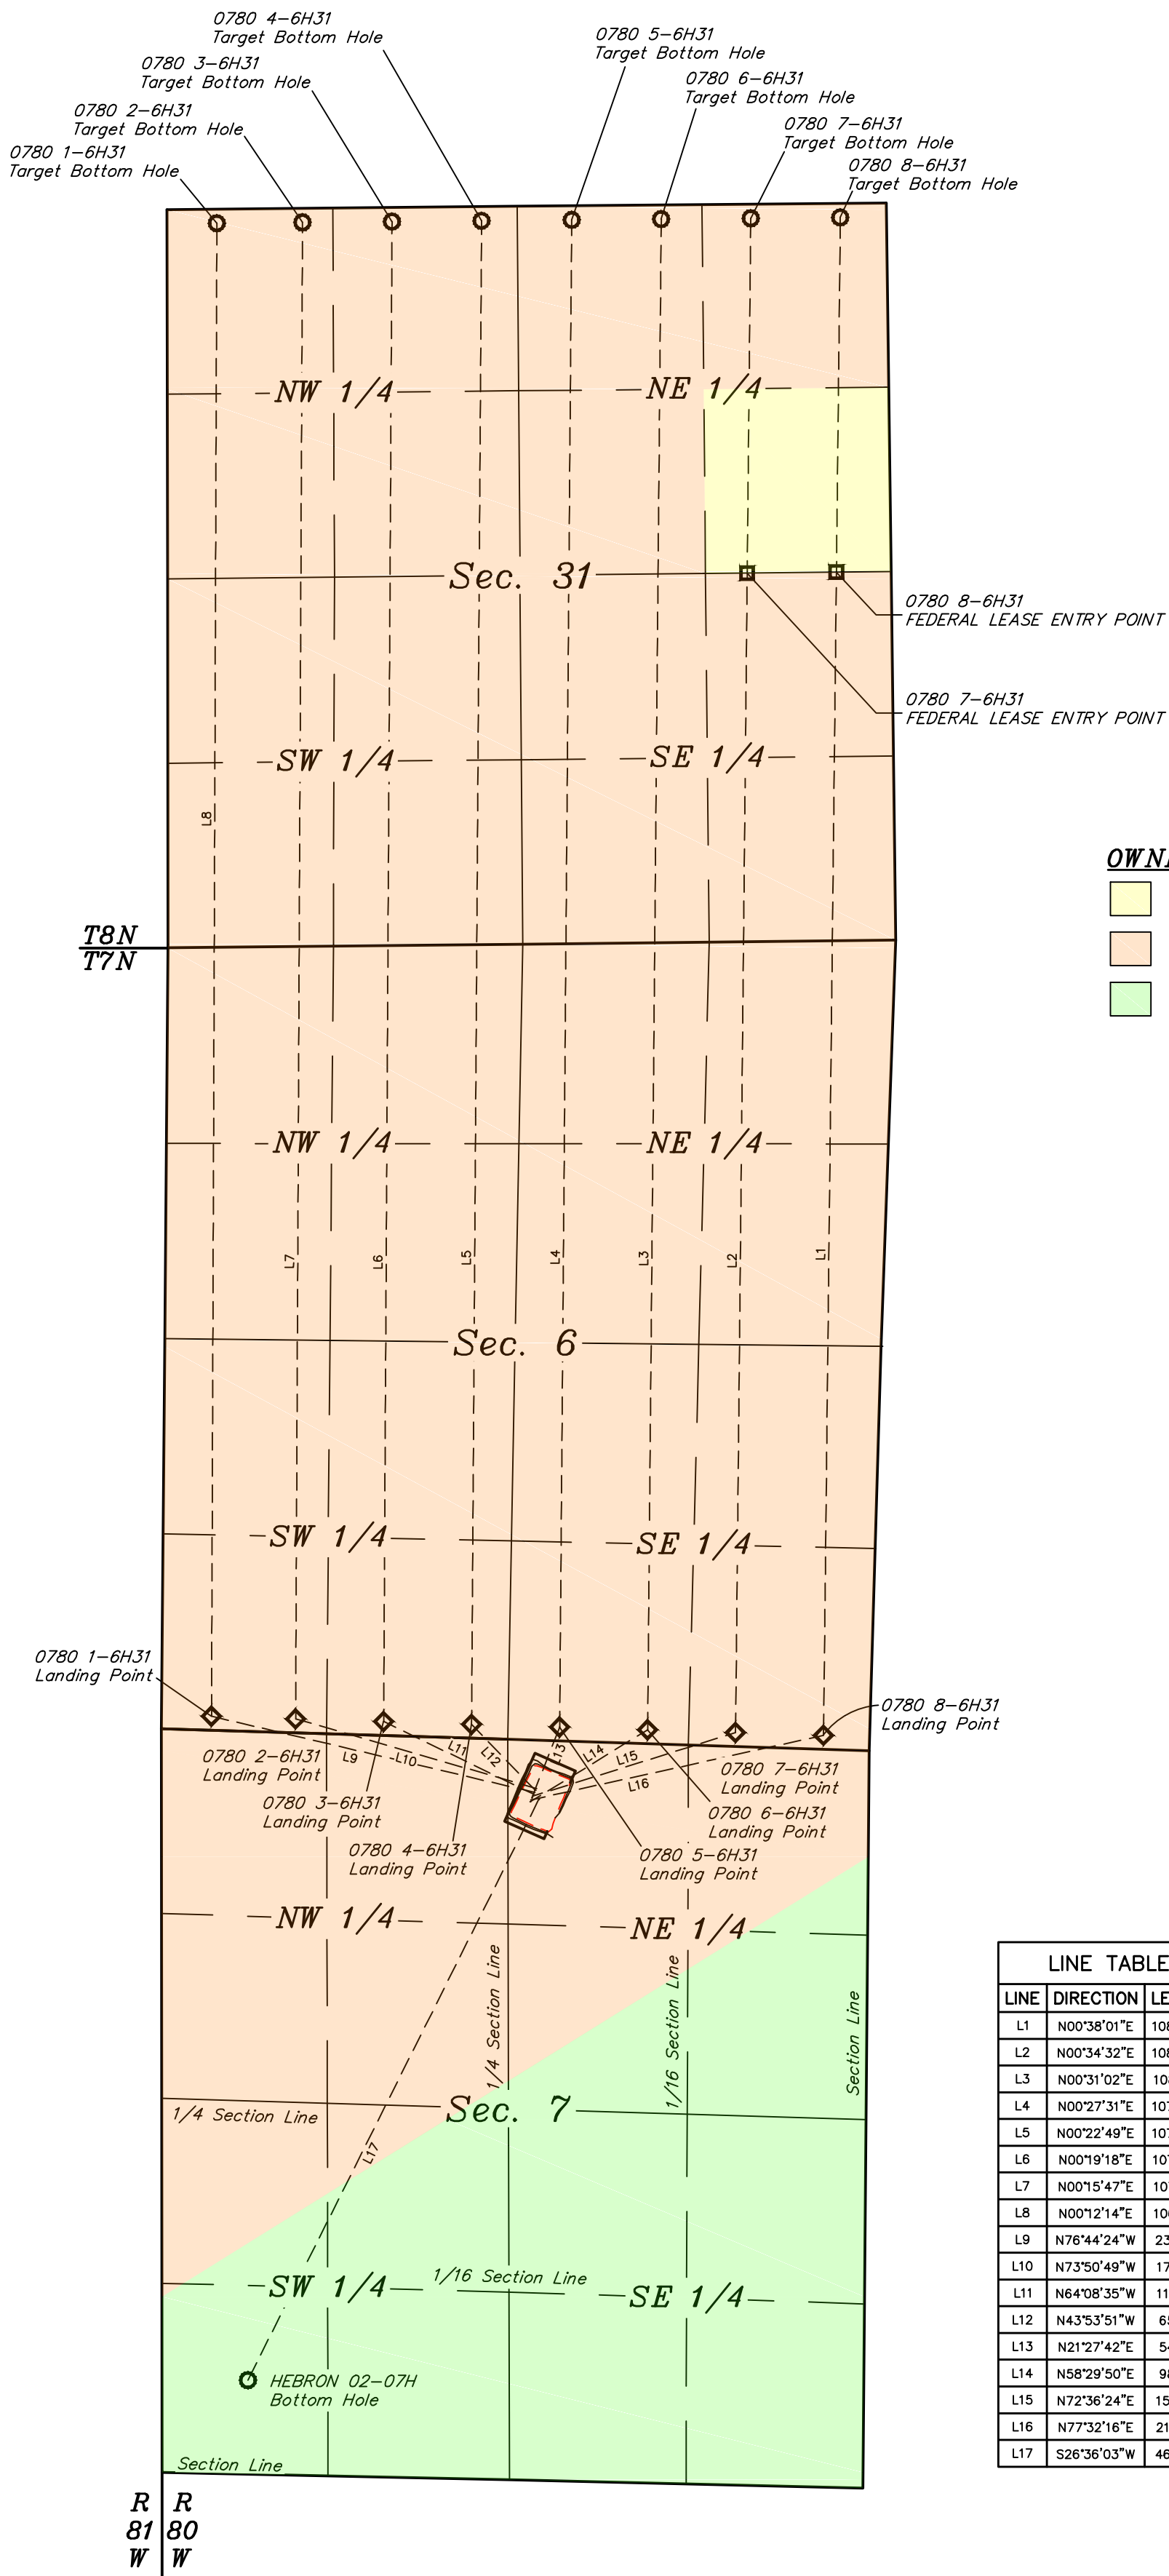 0780 4-6H31
Target Bottom Hole
0780 5-6H31
Target Bottom Hole
0780 3-6H31
Target Bottom Hole
0780 6-6H31
Target Bottom Hole
0780 2-6H31
Target Bottom Hole
0780 7-6H31
Target Bottom Hole
0780 1-6H31
Target Bottom Hole
0780 8-6H31
Target Bottom Hole
NW 1/4
NE 1/4
Sec. 31
0780 8-6H31
FEDERAL LEASE ENTRY POINT
0780 7-6H31
FEDERAL LEASE ENTRY POINT
SW 1/4
SE 1/4
L8
T8N
T7N
NW 1/4
NE 1/4
L7
L6
L5
L4
L3
L2
L1
Sec. 6
SW 1/4
SE 1/4
0780 1-6H31
Landing Point
0780 8-6H31
Landing Point
L9
L10
L11
L12
L13
L14
L15
L16
0780 2-6H31
Landing Point
0780 7-6H31
Landing Point
0780 3-6H31
Landing Point
0780 6-6H31
Landing Point
0780 4-6H31
Landing Point
0780 5-6H31
Landing Point
NW 1/4
NE 1/4
1/4 Section Line
1/16 Section Line
Section Line
1/4 Section Line
Sec. 7
L17
SW 1/4
1/16 Section Line
SE 1/4
HEBRON 02-07H
Bottom Hole
Section Line
R R
81 80
W W
LINE TABLE
LINE DIRECTION
L1 N00°38'01"E
L2 N00°34'32"E
L3 N00°31'02"E
L4 N00°27'31"E
L5 N00°22'49"E
L6 N00°19'18"E
L7 N00°15'47"E
L8 N00°12'14"E
L9 N76°44'24"W
L10 N73°50'49"W
L11 N64°08'35"W
L12 N43°53'51"W
L13 N21°27'42"E
L14 N58°29'50"E
L15 N72°36'24"E
L16 N77°32'16"E
L17 S26°36'03"W